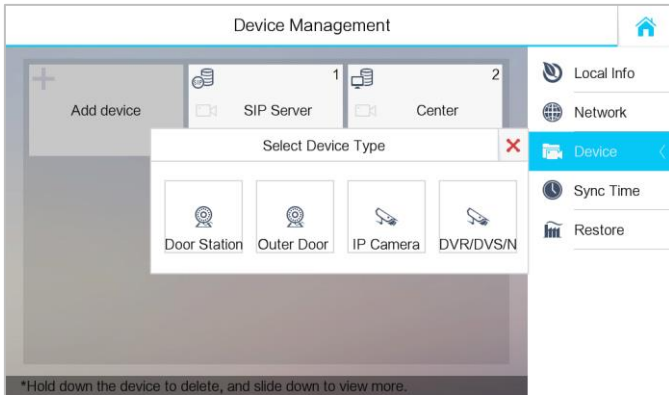 Device Management
Add device
1
SIP Server
2
Center
Select Device Type
Door Station
Outer Door
IP Camera
DVR/DVS/N
Local Info
Network
Device
Sync Time
Restore
*Hold down the device to delete, and slide down to view more.